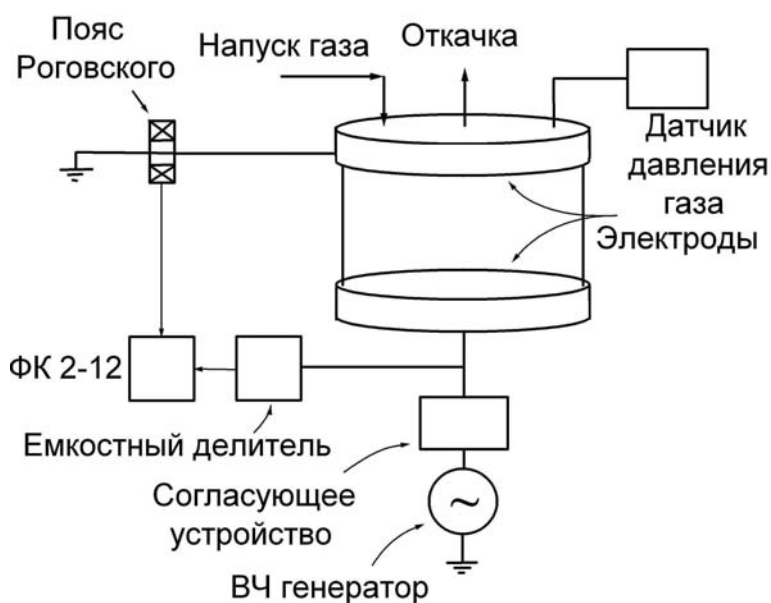 Пояс
Роговского
Напуск газа
Откачка
Датчик
давления
газа
Электроды
ФК 2-12
Емкостный делитель
Согласующее
устройство
~
ВЧ генератор